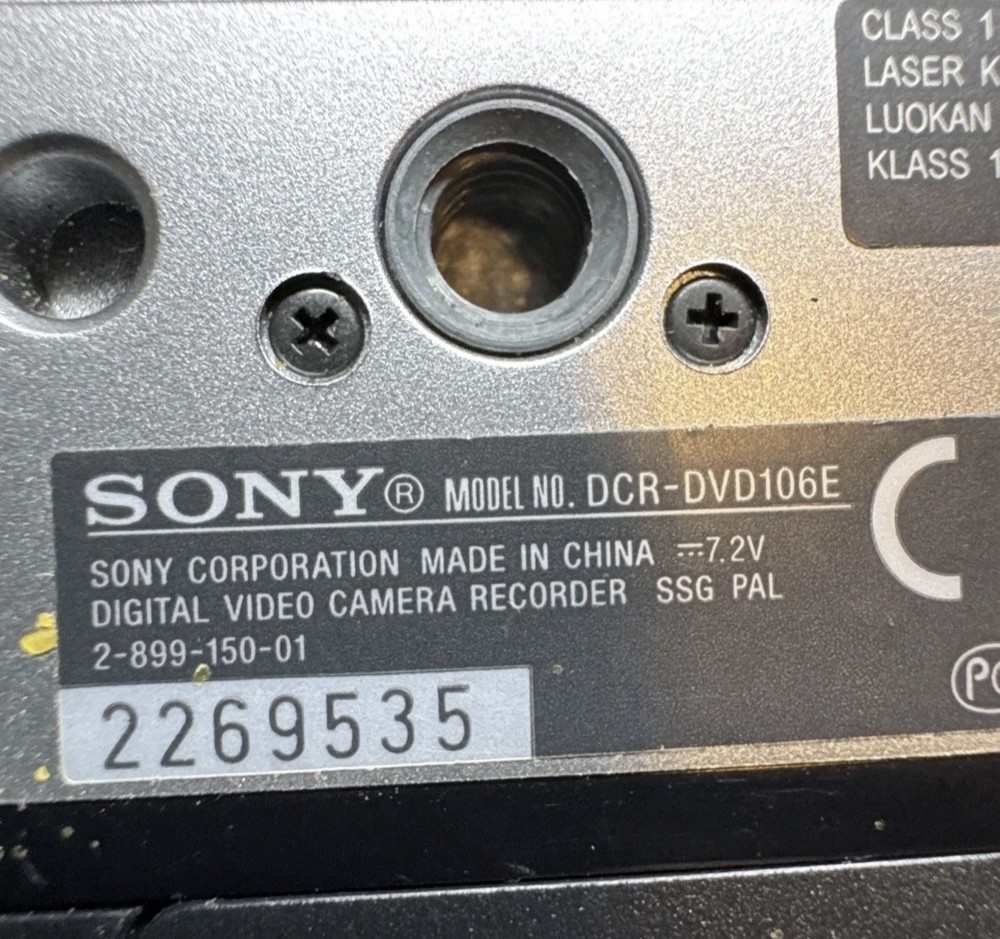 CLASS 1
LASER K
LUOKAN
KLASS 1
SONY® MODEL NO. DCR-DVD106E
SONY CORPORATION MADE IN CHINA ⎓7.2V
DIGITAL VIDEO CAMERA RECORDER SSG PAL
2-899-150-01
2269535